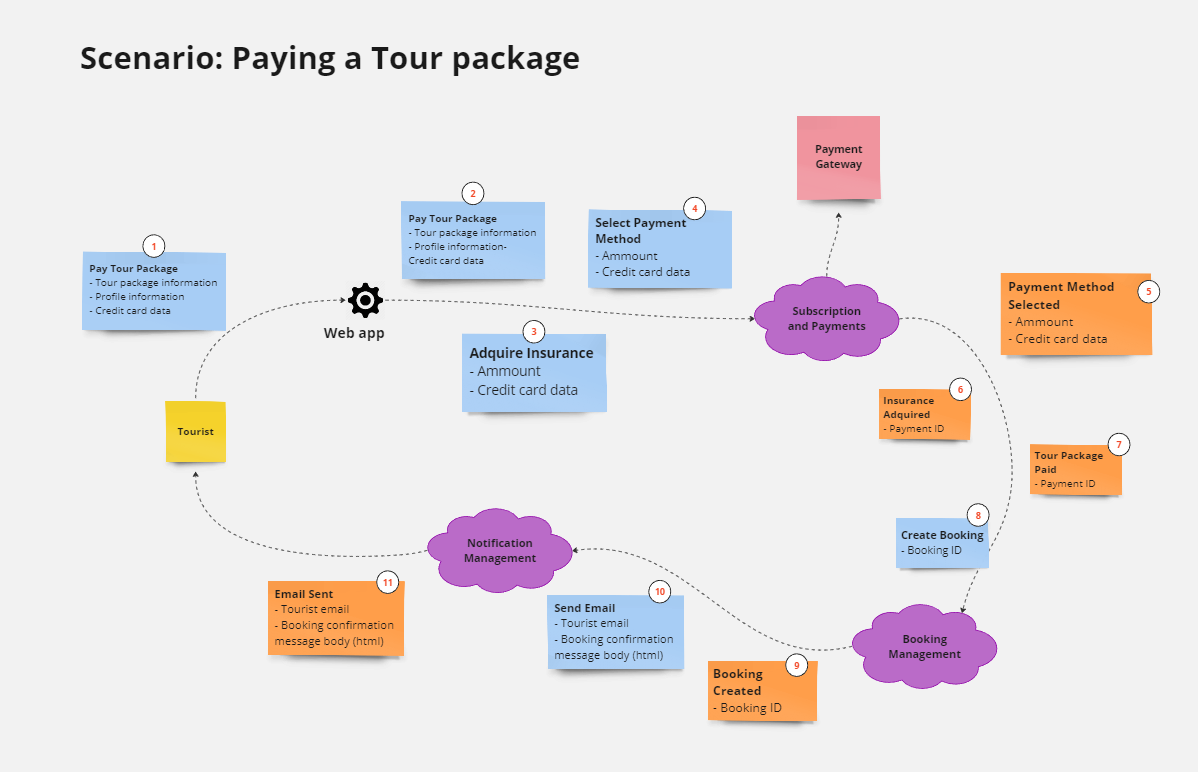 Scenario: Paying a Tour package
Payment
Gateway
1
Pay Tour Package
- Tour package information
- Profile information
- Credit card data
2
Pay Tour Package
- Tour package information
- Profile information-
Credit card data
4
Select Payment
Method
- Ammount
- Credit card data
Web app
3
Adquire Insurance
- Ammount
- Credit card data
Subscription
and Payments
5
Payment Method
Selected
- Ammount
- Credit card data
6
Insurance
Adquired
- Payment ID
7
Tour Package
Paid
- Payment ID
Tourist
8
Create Booking
- Booking ID
Booking
Management
9
Booking
Created
- Booking ID
10
Send Email
- Tourist email
- Booking confirmation
message body (html)
Notification
Management
11
Email Sent
- Tourist email
- Booking confirmation
message body (html)